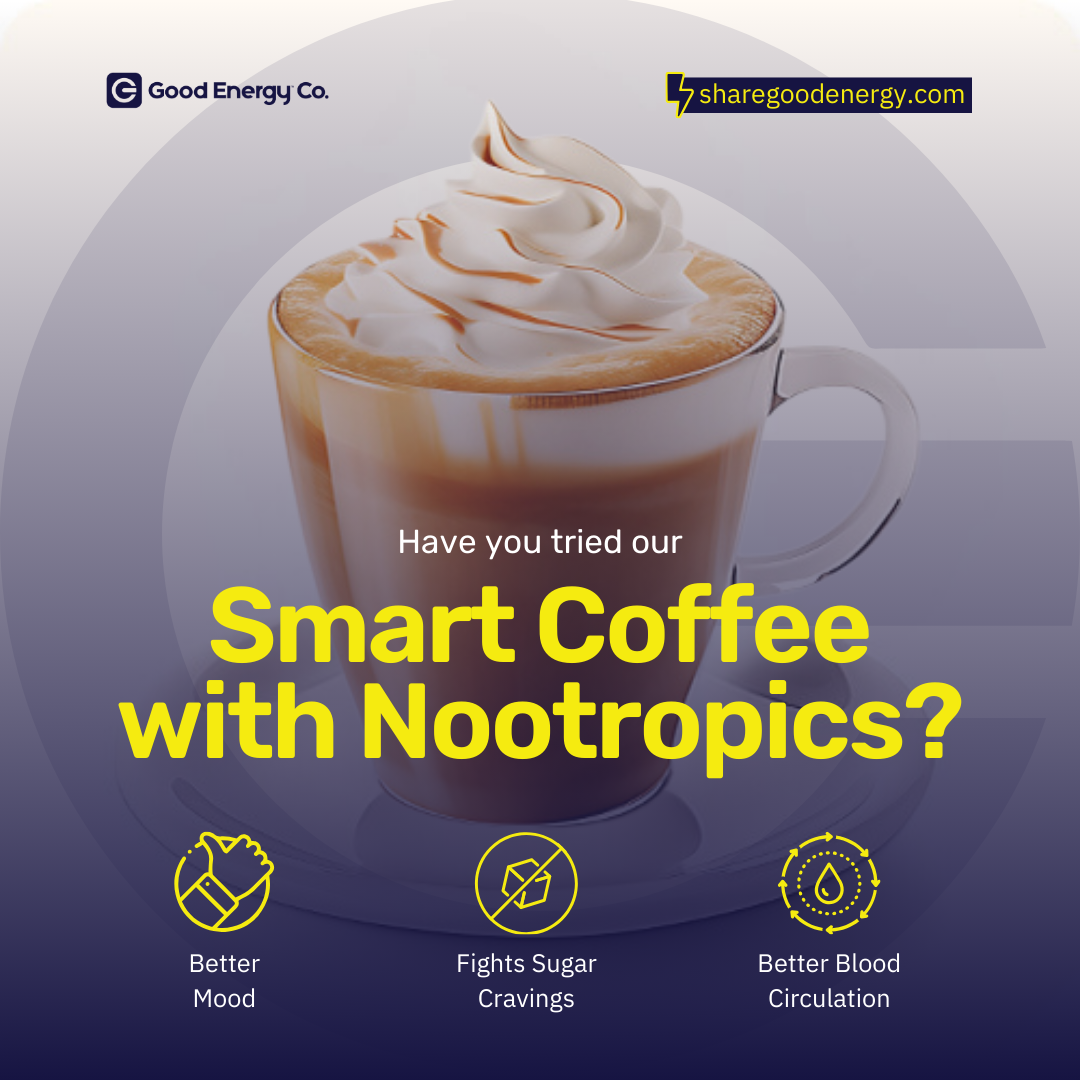 Good Energy Co.
sharegoodenergy.com
Have you tried our
Smart Coffee
with Nootropics?
Better
Mood
Fights Sugar
Cravings
Better Blood
Circulation